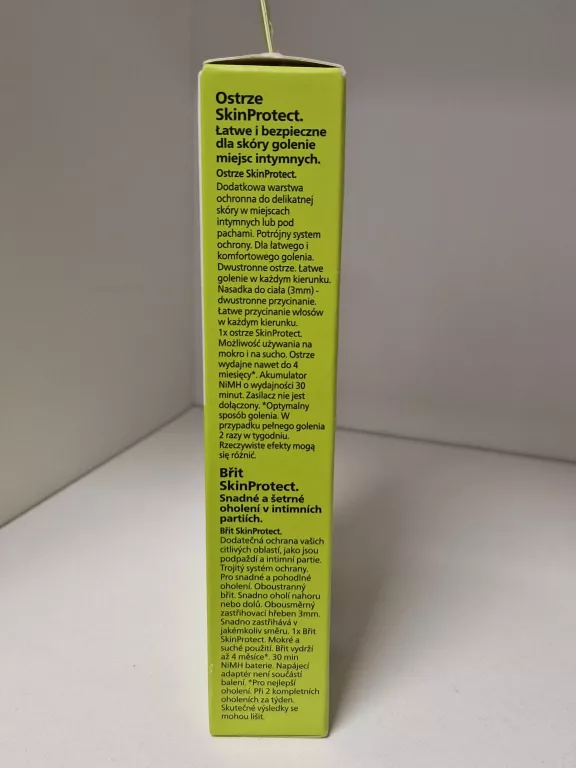 Ostrze
SkinProtect.
Łatwe i bezpieczne
dla skóry golenie
miejsc intymnych.
Ostrze SkinProtect.
Dodatkowa warstwa
ochronna do delikatnej
skóry w miejscach
intymnych lub pod
pachami. Potrójny system
ochrony. Dla łatwego i
komfortowego golenia.
Dwustronne ostrze. Łatwe
golenie w każdym kierunku.
Nasadka do ciała (3mm) -
dwustronne przycinanie.
Łatwe przycinanie włosów
w każdym kierunku.
1x ostrze SkinProtect.
Możliwość używania na
mokro i na sucho. Ostrze
wydajne nawet do 4
miesięcy*. Akumulator
NiMH o wydajności 30
minut. Zasilacz nie jest
dołączony. *Optymalny
sposób golenia. W
przypadku pełnego golenia
2 razy w tygodniu.
Rzeczywiste efekty mogą
się różnić.
Břit
SkinProtect.
Snadné a šetrné
oholení v intimních
partiích.
Břit SkinProtect.
Dodatečná ochrana vašich
citlivých oblastí, jako jsou
podpaždí a intimní partie.
Trojitý systém ochrany.
Pro snadné a pohodlné
oholení. Oboustranný
břit. Snadno oholí nahoru
nebo dolů. Obousměrný
zastřihovací hřeben 3mm.
Snadno zastřihává v
jakémkoliv směru. 1x Břit
SkinProtect. Mokré a
suché použití. Břit vydrží
až 4 měsíce*. 30 min
NiMH baterie. Napájecí
adaptér není součástí
balení. *Pro nejlepší
oholení. Při 2 kompletních
oholeních za týden.
Skutečné výsledky se
mohou lišit.